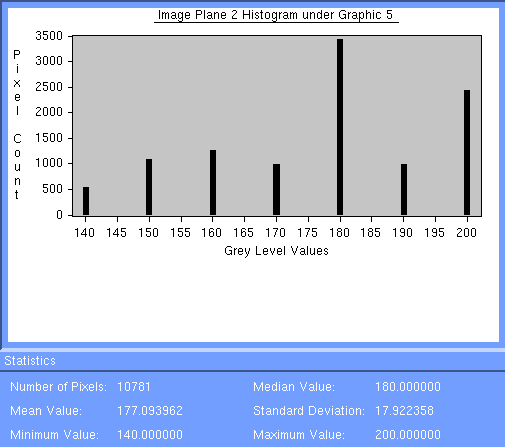 Image Plane 2 Histogram under Graphic 5
Pixel Count
3500
3000
2500
2000
1500
1000
500
0
140 145 150 155 160 165 170 175 180 185 190 195 200
Grey Level Values
Statistics
Number of Pixels: 10781 Median Value: 180.000000
Mean Value: 177.093962 Standard Deviation: 17.922358
Minimum Value: 140.000000 Maximum Value: 200.000000